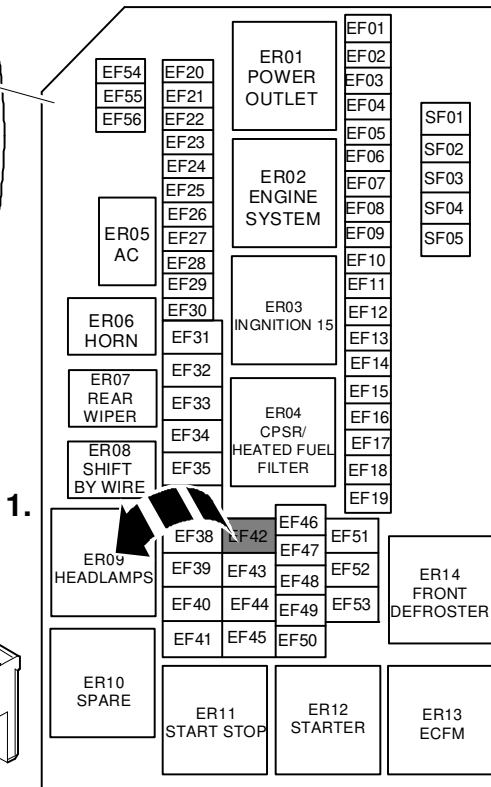 EF54
EF55
EF56
EF20
EF21
EF22
EF23
EF24
EF25
EF26
EF27
EF28
EF29
EF30
EF31
EF32
EF33
EF34
EF35
ER01
POWER
OUTLET
ER02
ENGINE
SYSTEM
ER03
INGNITION 15
ER04
CPSR/
HEATED FUEL
FILTER
EF01
EF02
EF03
EF04
EF05
EF06
EF07
EF08
EF09
EF10
EF11
EF12
EF13
EF14
EF15
EF16
EF17
EF18
EF19
SF01
SF02
SF03
SF04
SF05
ER05
AC
ER06
HORN
ER07
REAR
WIPER
ER08
SHIFT
BY WIRE
1.
ER09
HEADLAMPS
EF38
EF39
EF40
EF41
EF42
EF43
EF44
EF45
EF46
EF47
EF48
EF49
EF50
EF51
EF52
EF53
ER14
FRONT
DEFROSTER
ER10
SPARE
ER11
START STOP
ER12
STARTER
ER13
ECFM